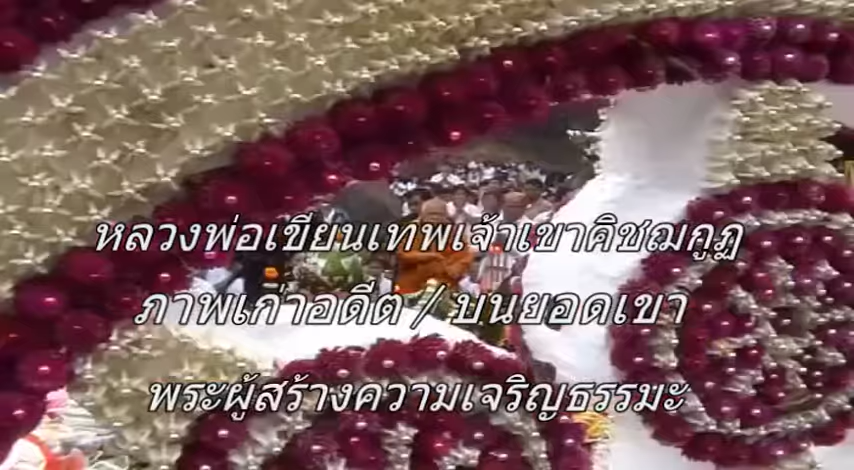 หลวงพ่อเขียนเทพเจ้าเขาคิชฌกูฏ
ภาพเก่าอดีต / บนยอดเขา
พระผู้สร้างความเจริญธรรมะ